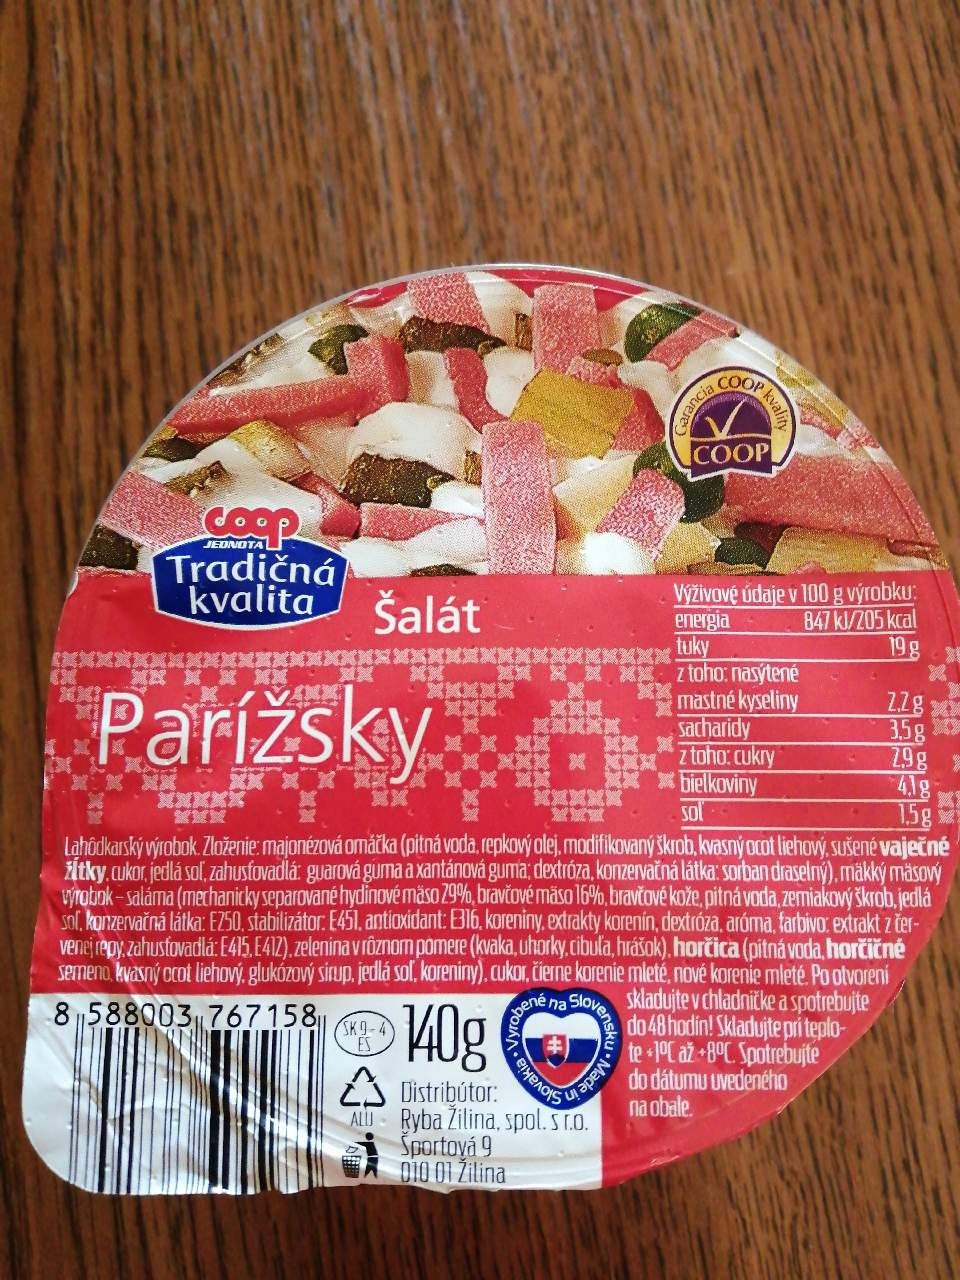 Garancia COOP kvality
COOP
coop
JEDNOTA
Tradičná
kvalita
Šalát
Parížsky
Výživové údaje v 100 g výrobku:
energia 847 kJ/205 kcal
tuky 19 g
z toho: nasýtené
mastné kyseliny 2,2 g
sacharidy 3,5 g
z toho: cukry 2,9 g
bielkoviny 4,1 g
soľ 1,5 g
Lahôdkarský výrobok. Zloženie: majonézová omáčka (pitná voda, repkový olej, modifikovaný škrob, kvasný ocot liehový, sušené vaječné
žĺtky, cukor, jedlá soľ, zahusťovadlá: guarová guma a xantánová guma; dextróza, konzervačná látka: sorban draselný), mäkký mäsový
výrobok - saláma (mechanicky separované hydinové mäso 29%, bravčové mäso 16%, bravčové kože, pitná voda, zemiakový škrob, jedlá
soľ, konzervačná látka: E250, stabilizátor: E451, antioxidant: E316, koreniny, extrakty korenín, dextróza, aróma, farbivo: extrakt z čer-
venej repy, zahusťovadlá: E415, E412), zelenina v rôznom pomere (kvaka, uhorky, cibuľa, hrášok), horčica (pitná voda, horčičné
semeno, kvasný ocot liehový, glukózový sirup, jedlá soľ, koreniny), cukor, čierne korenie mleté, nové korenie mleté. Po otvorení
skladujte v chladničke a spotrebujte
do 48 hodín! Skladujte pri teplo-
te +1ºC až +8ºC. Spotrebujte
do dátumu uvedeného
na obale.
8 588003 767158
SK 9-4
ES
140g
Vyrobené na Slovensku • Made in Slovakia •
ALU
Distribútor:
Ryba Žilina, spol. s r.o.
Športová 9
010 01 Žilina